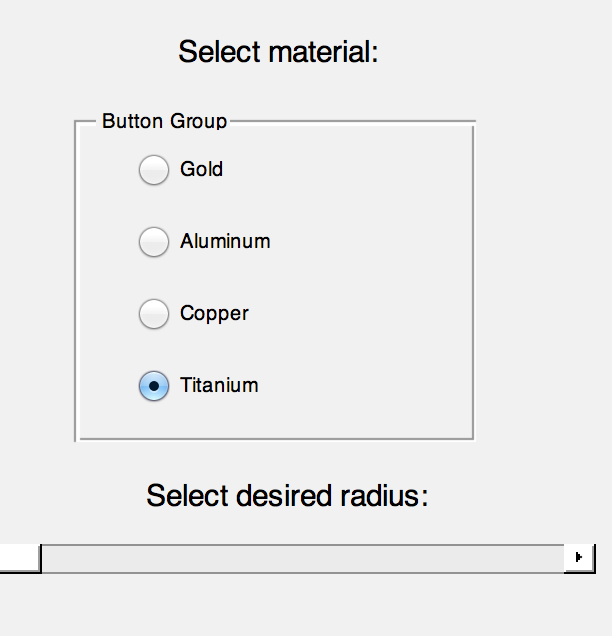 Select material:
Button Group
Gold
Aluminum
Copper
Titanium
Select desired radius: